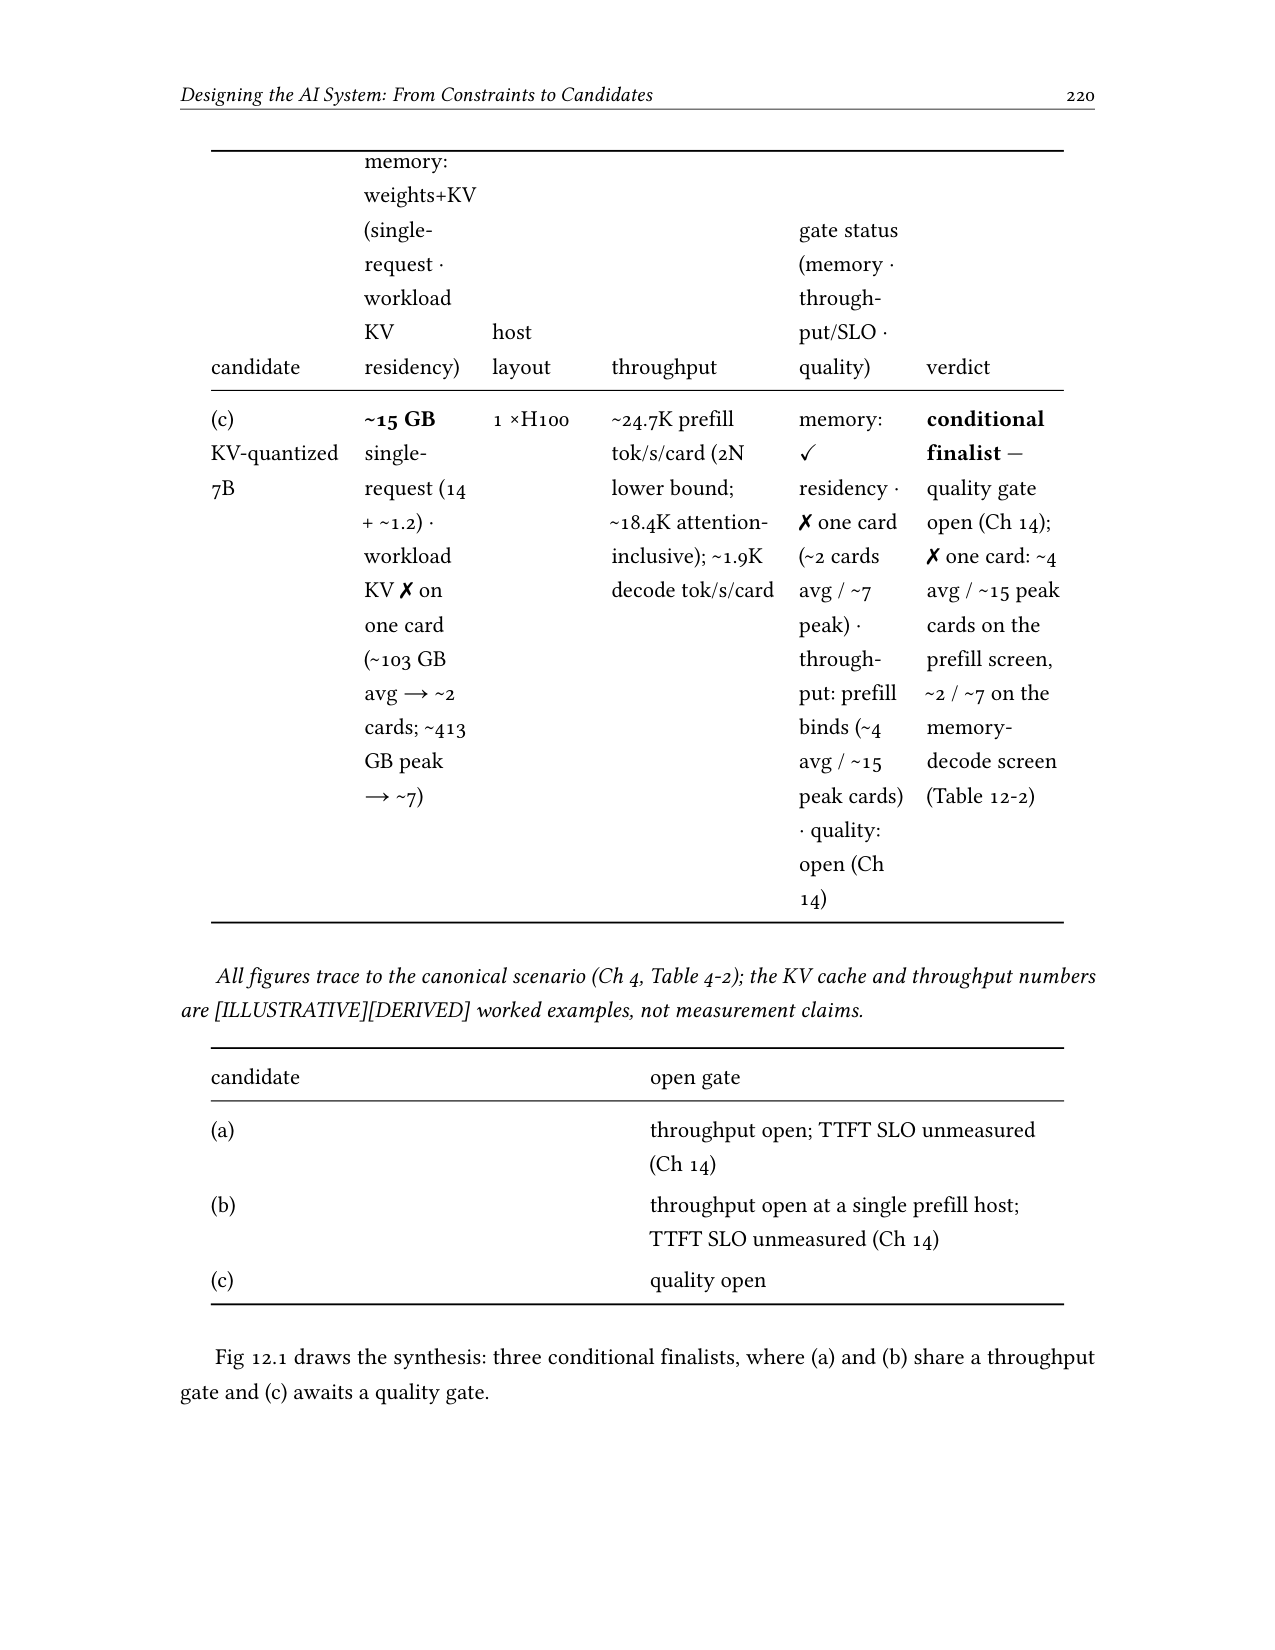 Designing the AI System: From Constraints to Candidates 220
memory:
weights+KV
(single-
request ·
workload
KV
residency)
candidate
host
layout
throughput
gate status
(memory ·
through-
put/SLO ·
quality)
verdict
(c)
KV-quantized
7B
~15 GB
single-
request (14
+ ~1.2) ·
workload
KV ✗ on
one card
(~103 GB
avg → ~2
cards; ~413
GB peak
→ ~7)
1 ×H100
~24.7K prefill
tok/s/card (2N
lower bound;
~18.4K attention-
inclusive); ~1.9K
decode tok/s/card
memory:
✓
residency ·
✗ one card
(~2 cards
avg / ~7
peak) ·
through-
put: prefill
binds (~4
avg / ~15
peak cards)
· quality:
open (Ch
14)
conditional
finalist —
quality gate
open (Ch 14);
✗ one card: ~4
avg / ~15 peak
cards on the
prefill screen,
~2 / ~7 on the
memory-
decode screen
(Table 12-2)
All figures trace to the canonical scenario (Ch 4, Table 4-2); the KV cache and throughput numbers
are [ILLUSTRATIVE][DERIVED] worked examples, not measurement claims.
candidate open gate
(a) throughput open; TTFT SLO unmeasured
(Ch 14)
(b) throughput open at a single prefill host;
TTFT SLO unmeasured (Ch 14)
(c) quality open
Fig 12.1 draws the synthesis: three conditional finalists, where (a) and (b) share a throughput
gate and (c) awaits a quality gate.